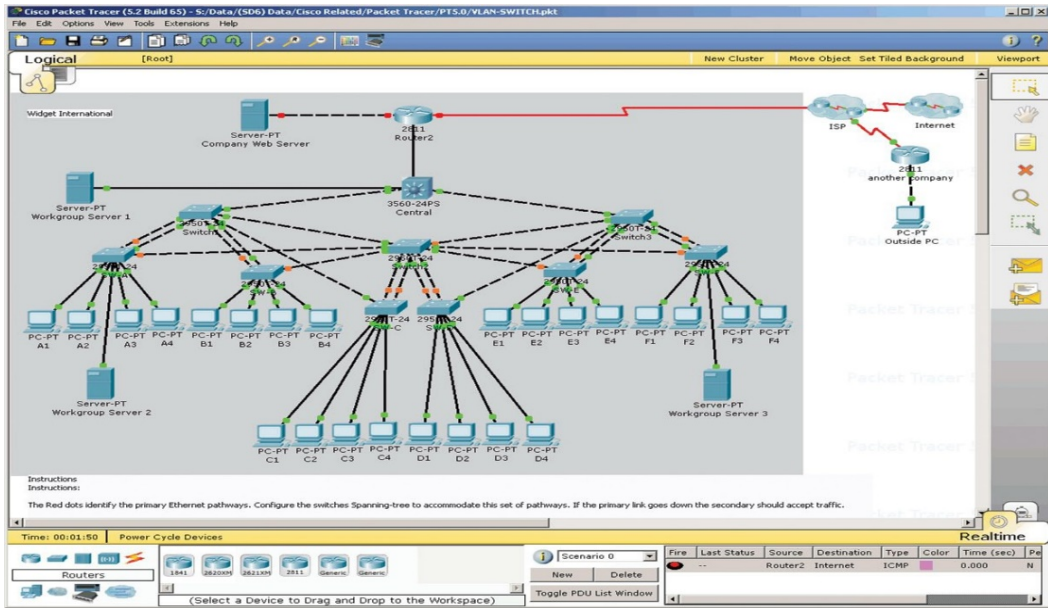 Cisco Packet Tracer (5.2 Build 65) - S:/Data/(SD6) Data/Cisco Related/Packet Tracer/PT5.0/VLAN-SWITCH.pkt
File Edit Options View Tools Extensions Help
Logical [Root] New Cluster Move Object Set Tiled Background Viewport
Widget International
Server-PT
Company Web Server
2811
Router2
ISP
Internet
2811
another company
PC-PT
Outside PC
Server-PT
Workgroup Server 1
3560-24PS
Central
2950T-24
Switch3
Switch2
PC-PT
A1
PC-PT
A2
PC-PT
A3
PC-PT
A4
PC-PT
B1
PC-PT
B2
PC-PT
B3
PC-PT
B4
PC-PT
E1
PC-PT
E2
PC-PT
E3
PC-PT
E4
PC-PT
F1
PC-PT
F2
PC-PT
F3
PC-PT
F4
Server-PT
Workgroup Server 2
Server-PT
Workgroup Server 3
PC-PT
C1
PC-PT
C2
PC-PT
C3
PC-PT
C4
PC-PT
D1
PC-PT
D2
PC-PT
D3
PC-PT
D4
Packet Tracer
Packet Tracer
Instructions
Instructions:
The Red dots identify the primary Ethernet pathways. Configure the switches Spanning-tree to accommodate this set of pathways. If the primary link goes down the secondary should accept traffic.
Time: 00:01:50 Power Cycle Devices Realtime
Routers
1841 2620XM 2621XM 2811 Generic Generic
(Select a Device to Drag and Drop to the Workspace)
Scenario 0
New Delete
Toggle PDU List Window
Fire Last Status Source Destination Type Color Time (sec) Pe
-- Router2 Internet ICMP 0.000 N